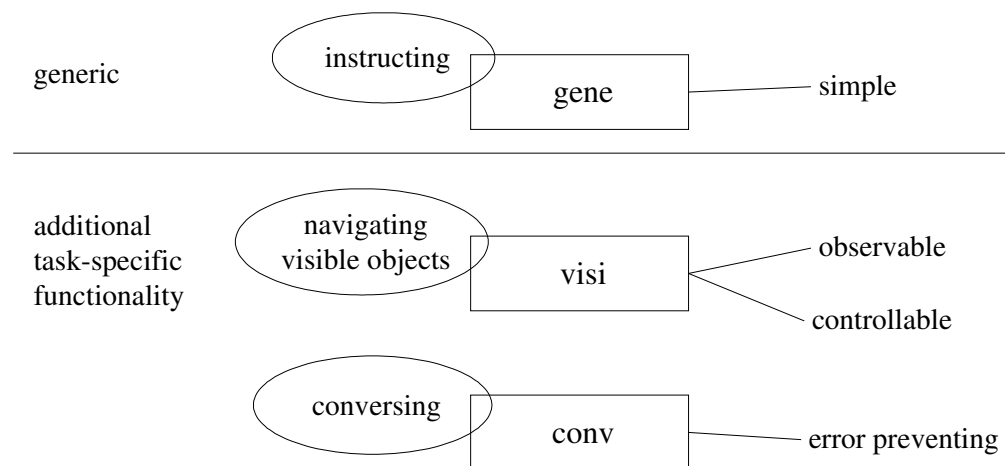 generic
instructing
gene
simple
additional
task-specific
functionality
navigating
visible objects
visi
observable
controllable
conversing
conv
error preventing